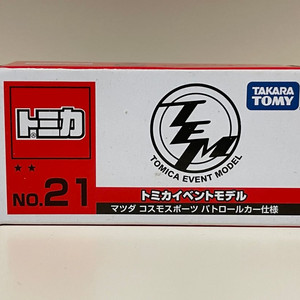 トミカ
®
★★
NO.21
TEM
TOMICA EVENT MODEL
TAKARA
TOMY
トミカイベントモデル
マツダ コスモスポーツ パトロールカー仕様